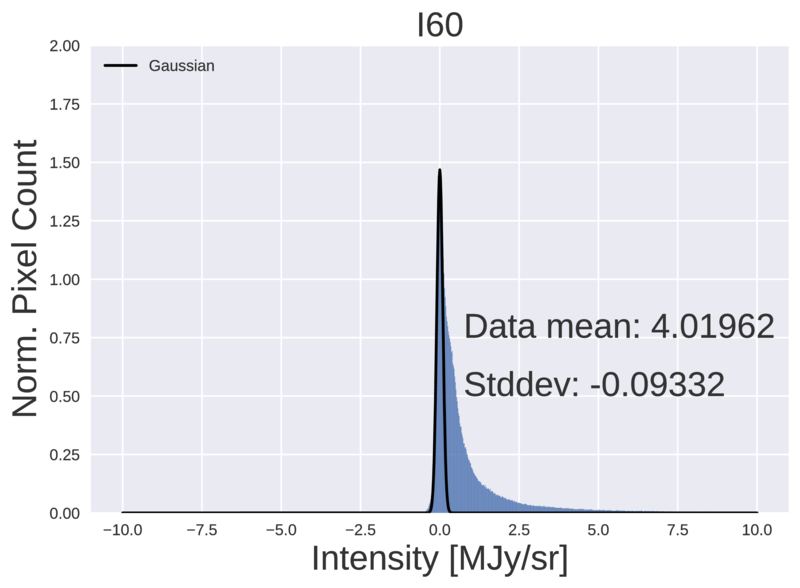 I60
2.00
Gaussian
1.75
1.50
1.25
1.00
0.75
0.50
0.25
0.00
Norm. Pixel Count
Data mean: 4.01962
Stddev: -0.09332
−10.0 −7.5 −5.0 −2.5 0.0 2.5 5.0 7.5 10.0
Intensity [MJy/sr]